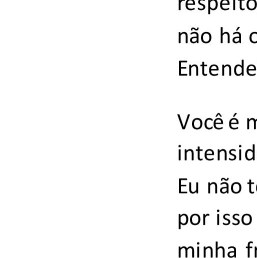 respeito
não há
Entende
Você é
intensid
Eu não
por isso
minha